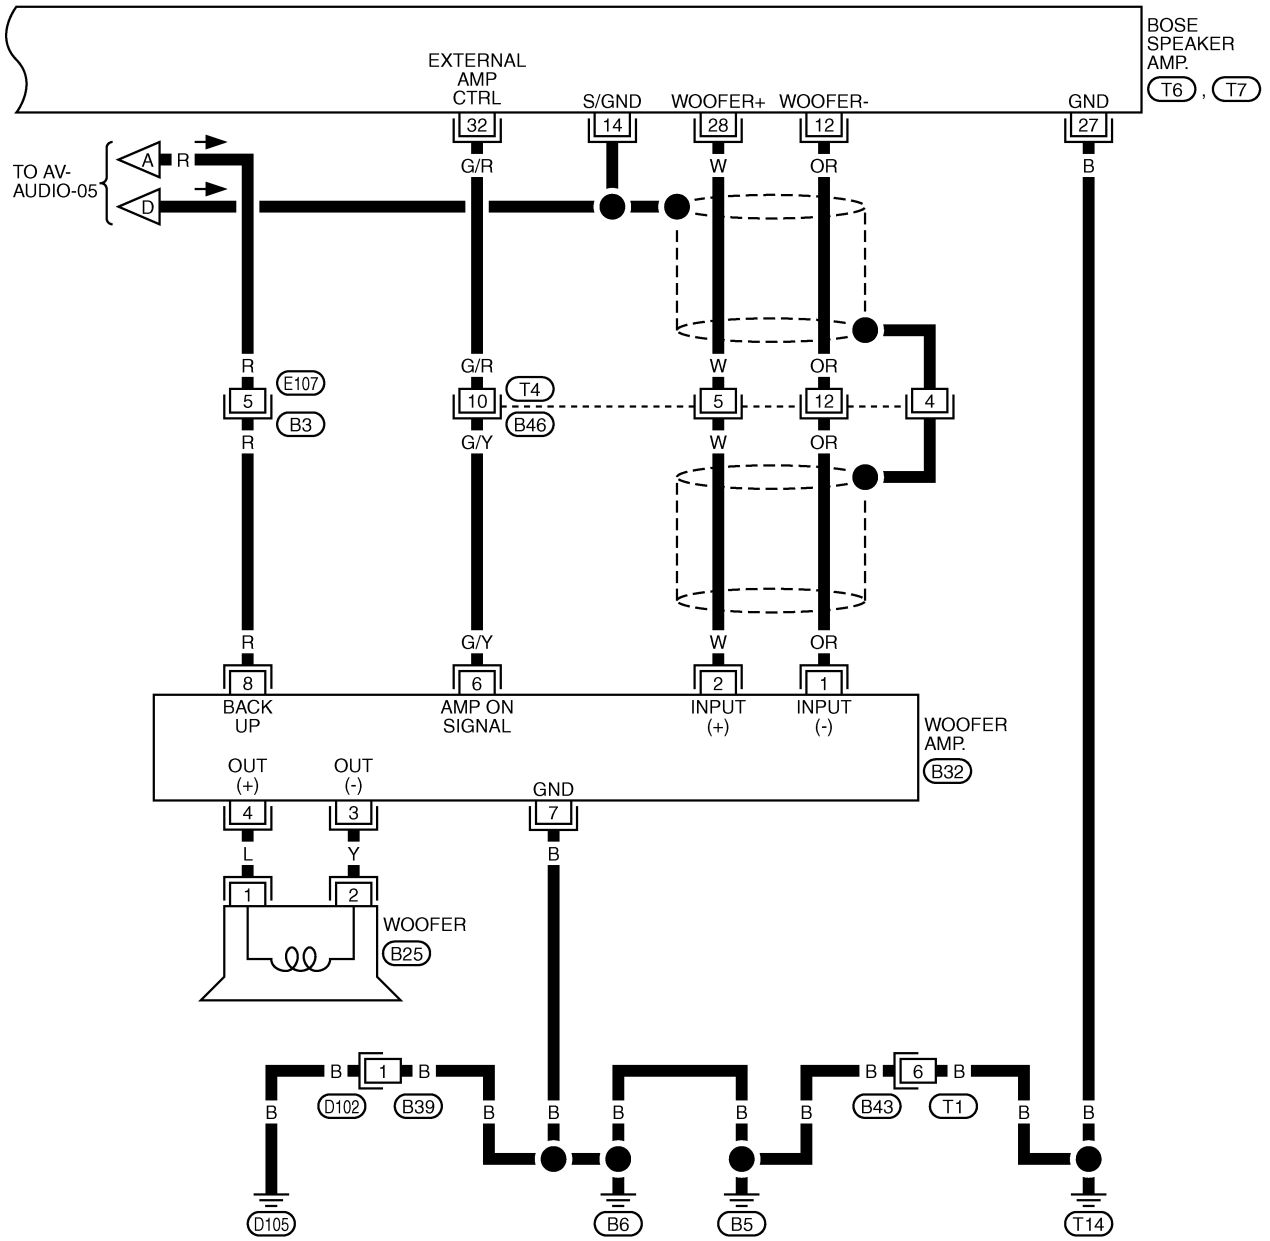 BOSE
SPEAKER
AMP.
T6 , T7
EXTERNAL
AMP
CTRL
S/GND
WOOFER+
WOOFER-
GND
32
14
28
12
27
TO AV-
AUDIO-05
A
R
D
G/R
W
OR
B
R
G/R
W
OR
E107
B3
5
10
T4
B46
5
12
4
R
G/Y
W
OR
R
G/Y
W
OR
8
6
2
1
BACK
UP
AMP ON
SIGNAL
INPUT
(+)
INPUT
(-)
WOOFER
AMP.
B32
OUT
(+)
OUT
(-)
GND
4
3
7
L
Y
B
1
2
WOOFER
B25
B
1
B
B
6
B
D102
B39
B43
T1
B
B
B
B
B
B
B
B
D105
B6
B5
T14